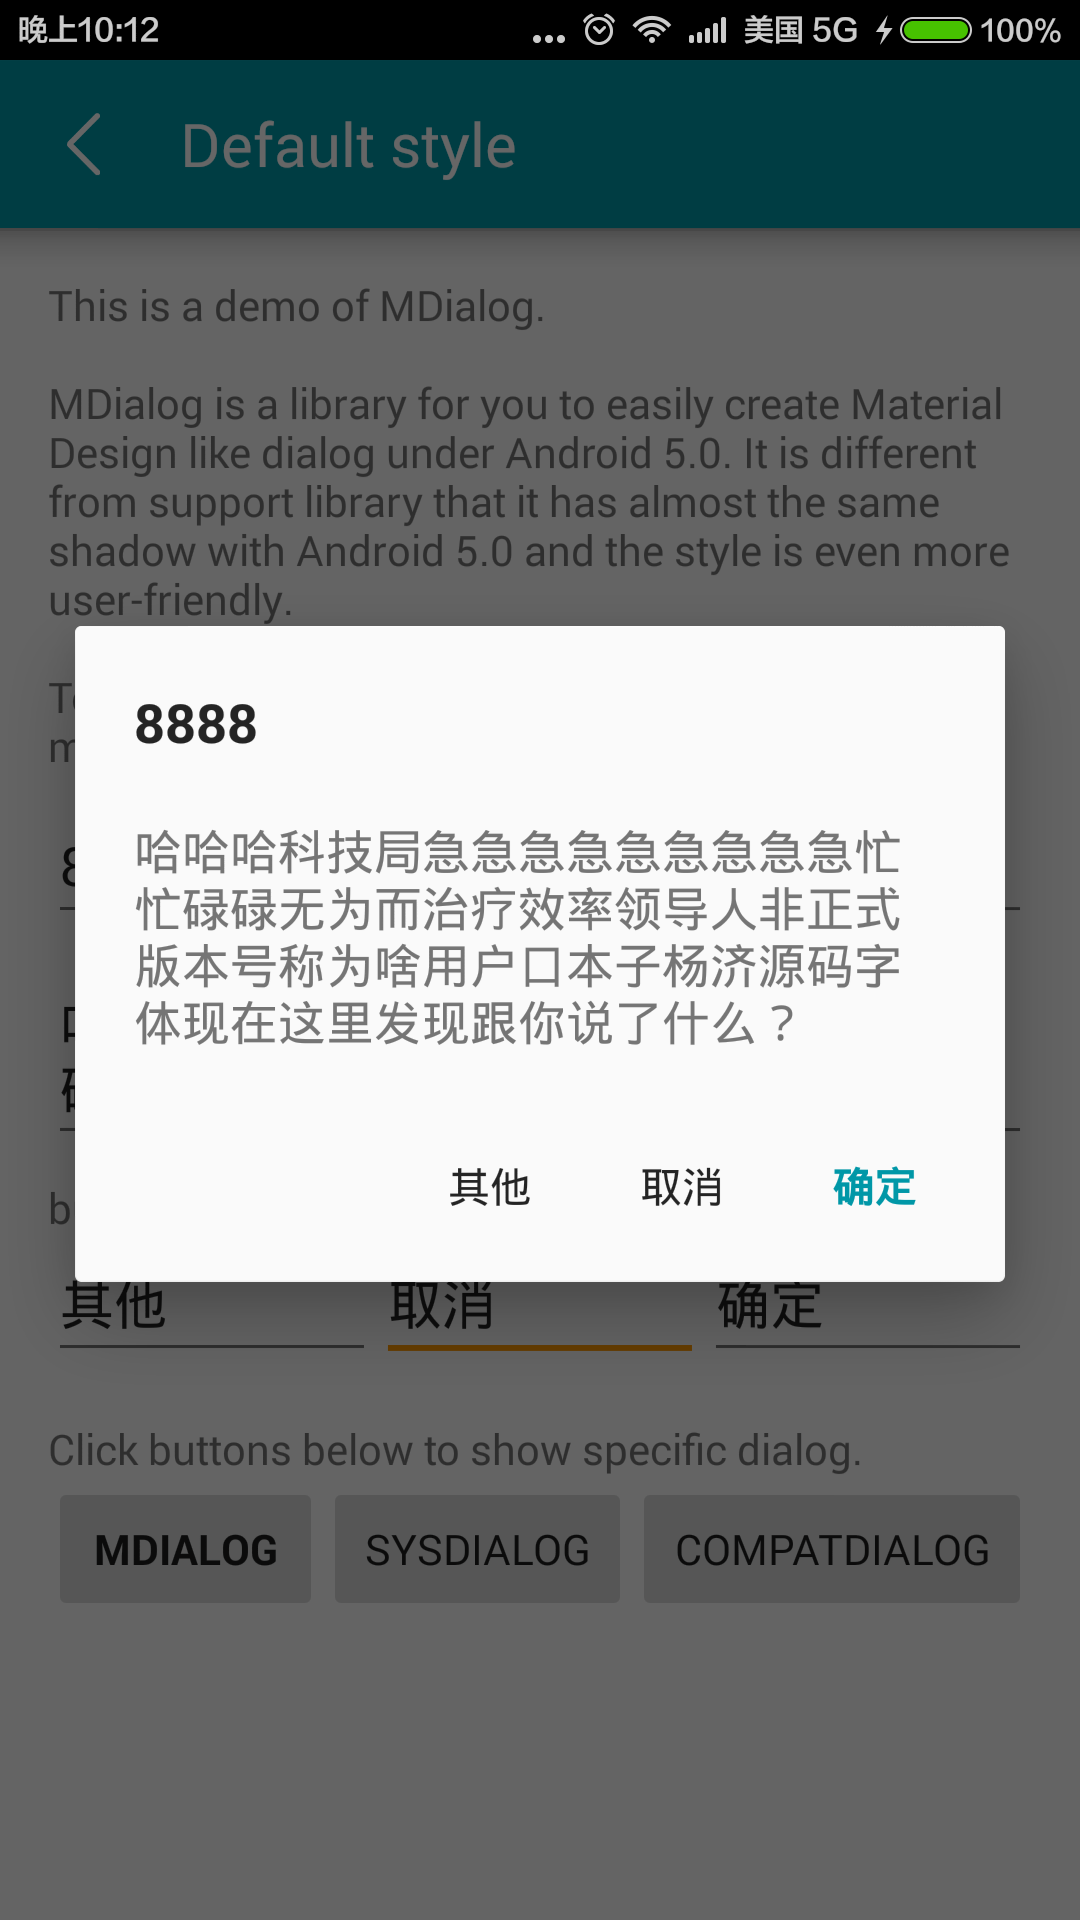 晚上10:12 ... 美国 5G 100%
Default style
This is a demo of MDialog.
MDialog is a library for you to easily create Material
Design like dialog under Android 5.0. It is different
from support library that it has almost the same
shadow with Android 5.0 and the style is even more
user-friendly.
8888
哈哈哈科技局急急急急急急急急急忙
忙碌碌无为而治疗效率领导人非正式
版本号称为啥用户口本子杨济源码字
体现在这里发现跟你说了什么？
其他 取消 确定
b
其他 取消 确定
Click buttons below to show specific dialog.
MDIALOG SYSDIALOG COMPATDIALOG